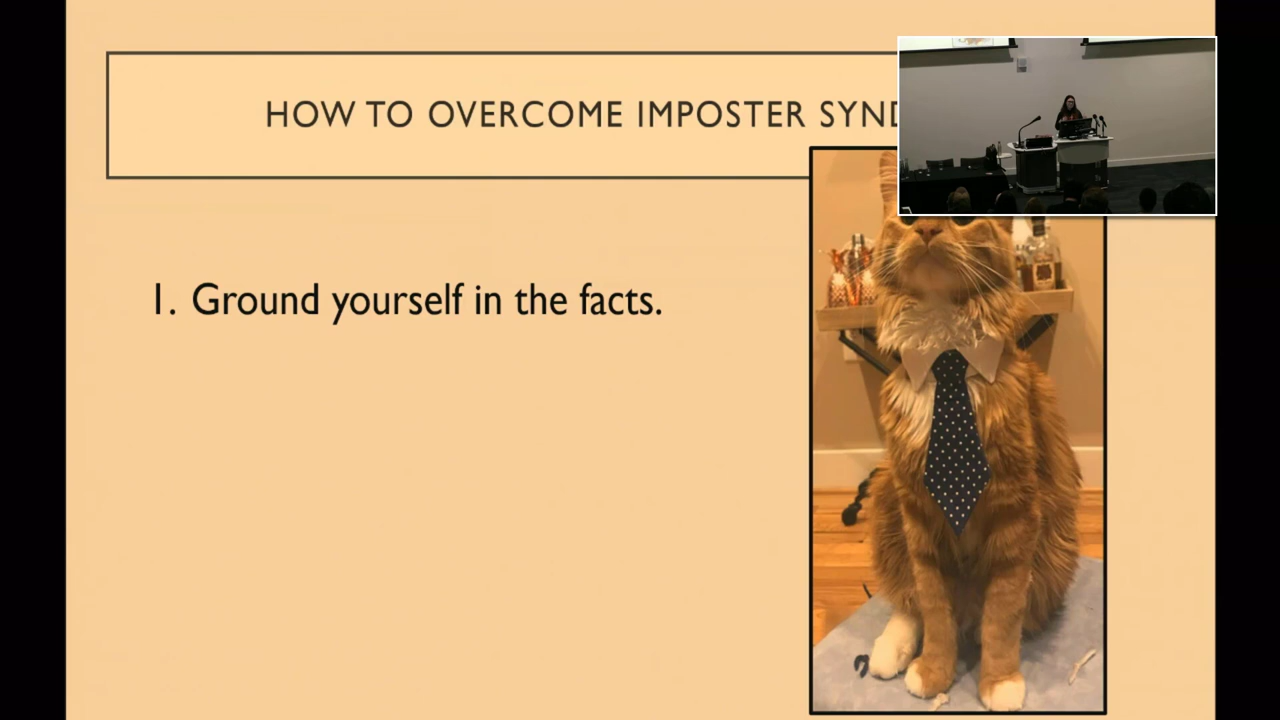 HOW TO OVERCOME IMPOSTER SYND
1. Ground yourself in the facts.